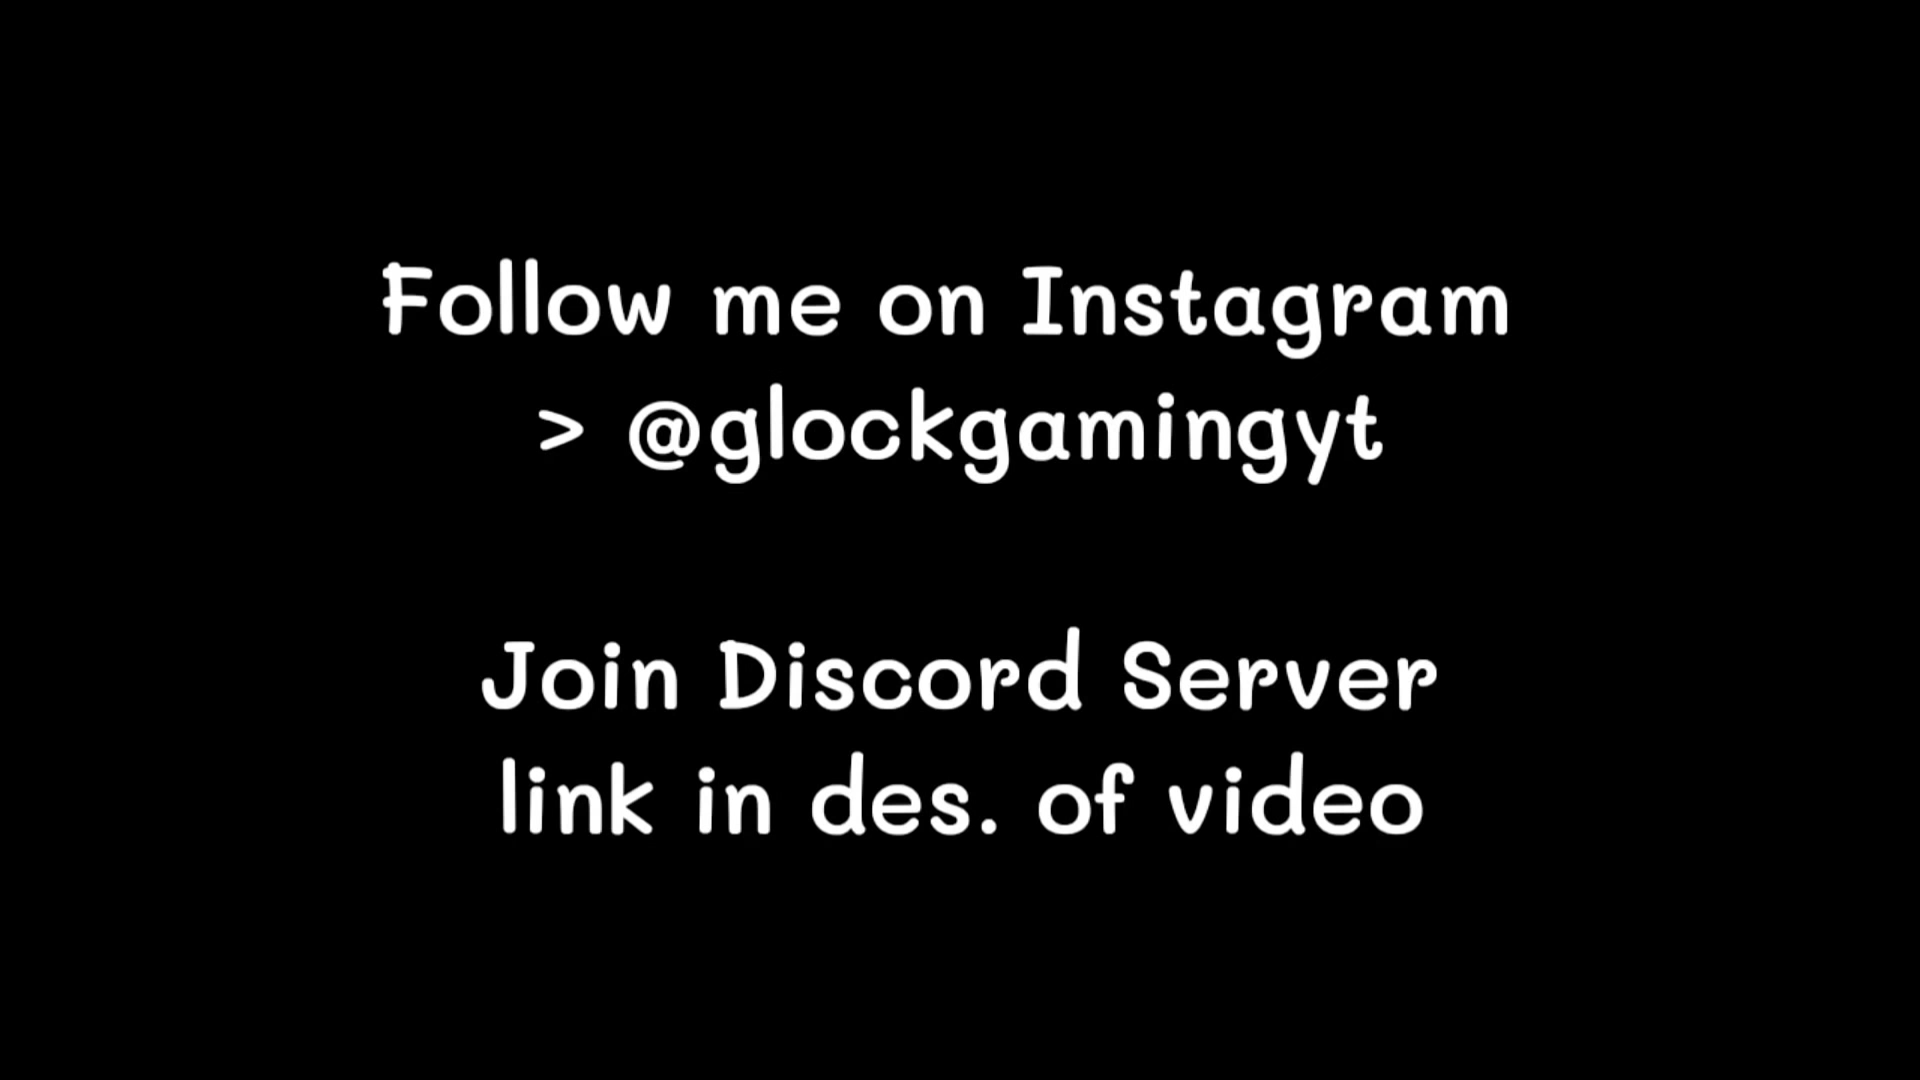 Follow me on Instagram
> @glockgamingyt
Join Discord Server
link in des. of video